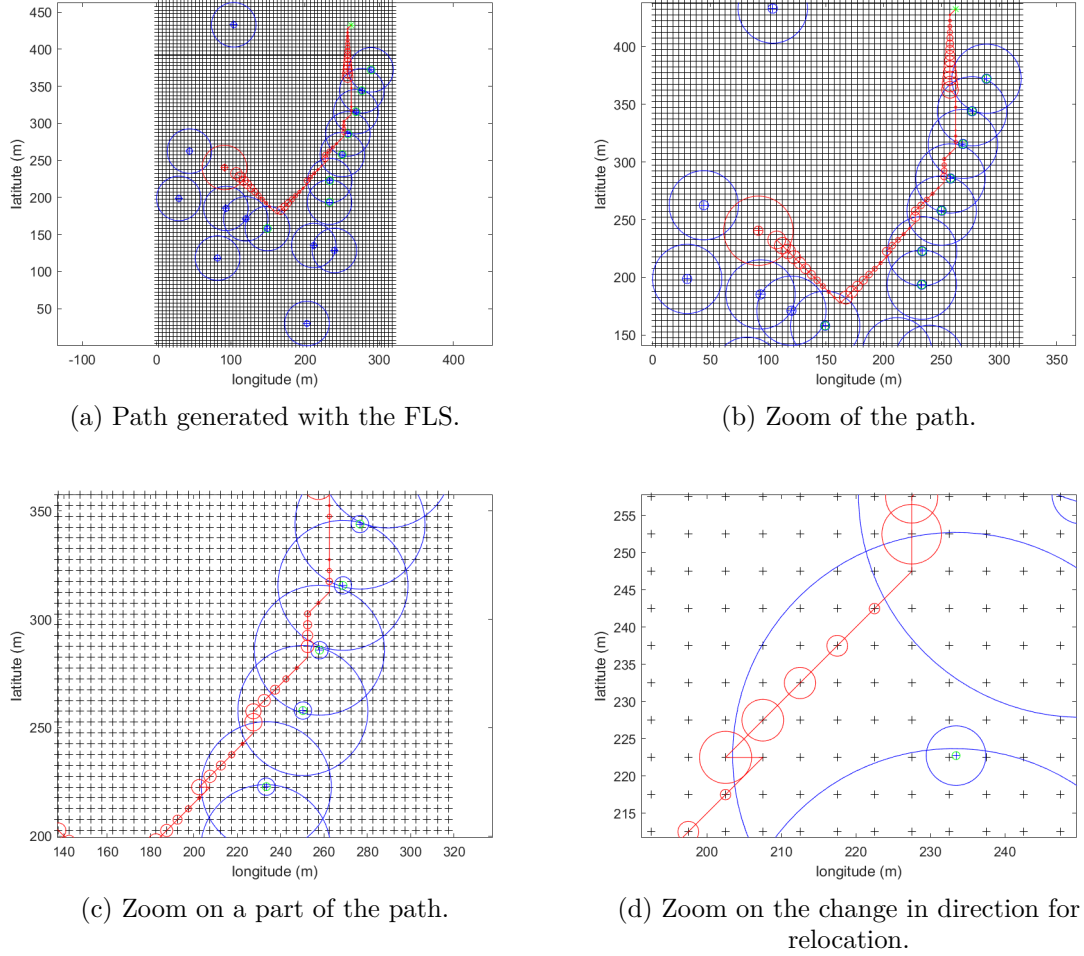 450
400
350
300
250
200
150
100
50
latitude (m)
-100 0 100 200 300 400
longitude (m)
(a) Path generated with the FLS.
400
350
300
250
200
150
latitude (m)
0 50 100 150 200 250 300 350
longitude (m)
(b) Zoom of the path.
350
300
250
200
latitude (m)
140 160 180 200 220 240 260 280 300 320
longitude (m)
(c) Zoom on a part of the path.
255
250
245
240
235
230
225
220
215
latitude (m)
200 210 220 230 240
longitude (m)
(d) Zoom on the change in direction for
relocation.